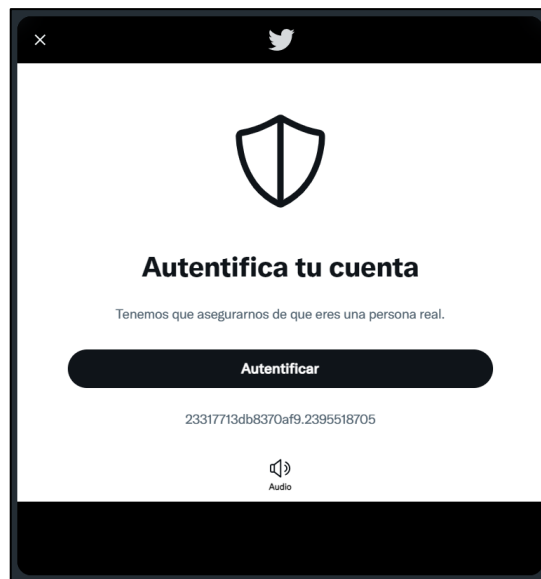 Autentifica tu cuenta
Tenemos que asegurarnos de que eres una persona real.
Autentificar
23317713db8370af9.2395518705
Audio